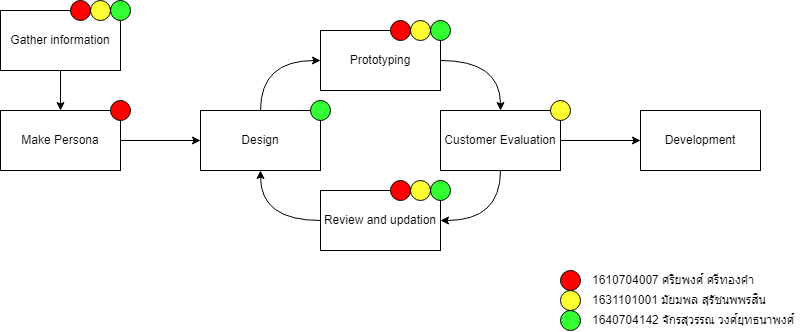 Gather information
Prototyping
Make Persona
Design
Customer Evaluation
Development
Review and updation
1610704007 ศริยพงศ์ ศรีทองคำ
1631101001 มัยมพล สุรัชนพพรสิน
1640704142 จักรสุวรรณ วงศ์ยุทธนาพงศ์